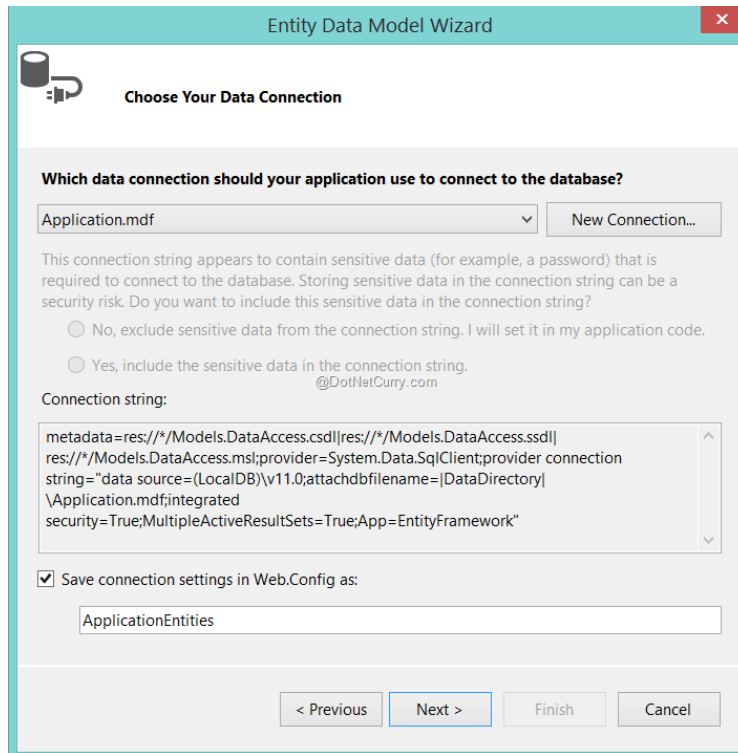 Entity Data Model Wizard
Choose Your Data Connection
Which data connection should your application use to connect to the database?
Application.mdf
New Connection...
This connection string appears to contain sensitive data (for example, a password) that is
required to connect to the database. Storing sensitive data in the connection string can be a
security risk. Do you want to include this sensitive data in the connection string?
No, exclude sensitive data from the connection string. I will set it in my application code.
Yes, include the sensitive data in the connection string.
@DotNetCurry.com
Connection string:
metadata=res://*/Models.DataAccess.csdl|res://*/Models.DataAccess.ssdl|
res://*/Models.DataAccess.msl;provider=System.Data.SqlClient;provider connection
string="data source=(LocalDB)\v11.0;attachdbfilename=|DataDirectory|
\Application.mdf;integrated
security=True;MultipleActiveResultSets=True;App=EntityFramework"
Save connection settings in Web.Config as:
ApplicationEntities
< Previous
Next >
Finish
Cancel